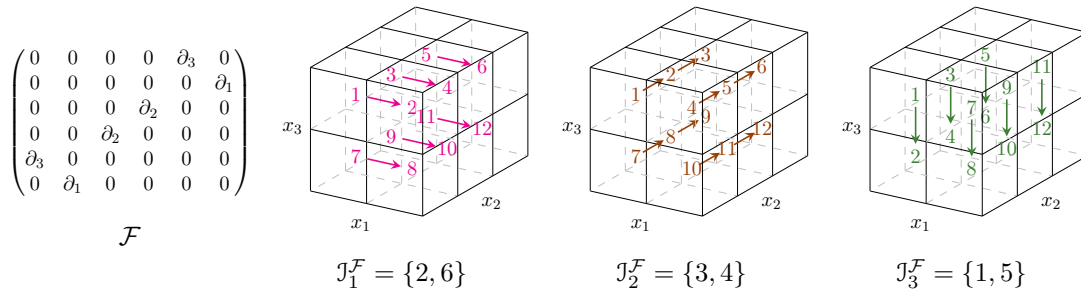 0 0 0 0 ∂₃ 0
0 0 0 0 0 ∂₁
0 0 0 ∂₂ 0 0
0 0 ∂₂ 0 0 0
∂₃ 0 0 0 0 0
0 ∂₁ 0 0 0 0
ℱ
5 6
3 4
1 2
11 12
9 10
7 8
x₃
x₂
x₁
ℐ₁^ℱ = {2, 6}
3 6
2 5
1 4
9 12
8 11
7 10
x₃
x₂
x₁
ℐ₂^ℱ = {3, 4}
5 11
3 9
1 7
6 12
4 10
2 8
x₃
x₂
x₁
ℐ₃^ℱ = {1, 5}